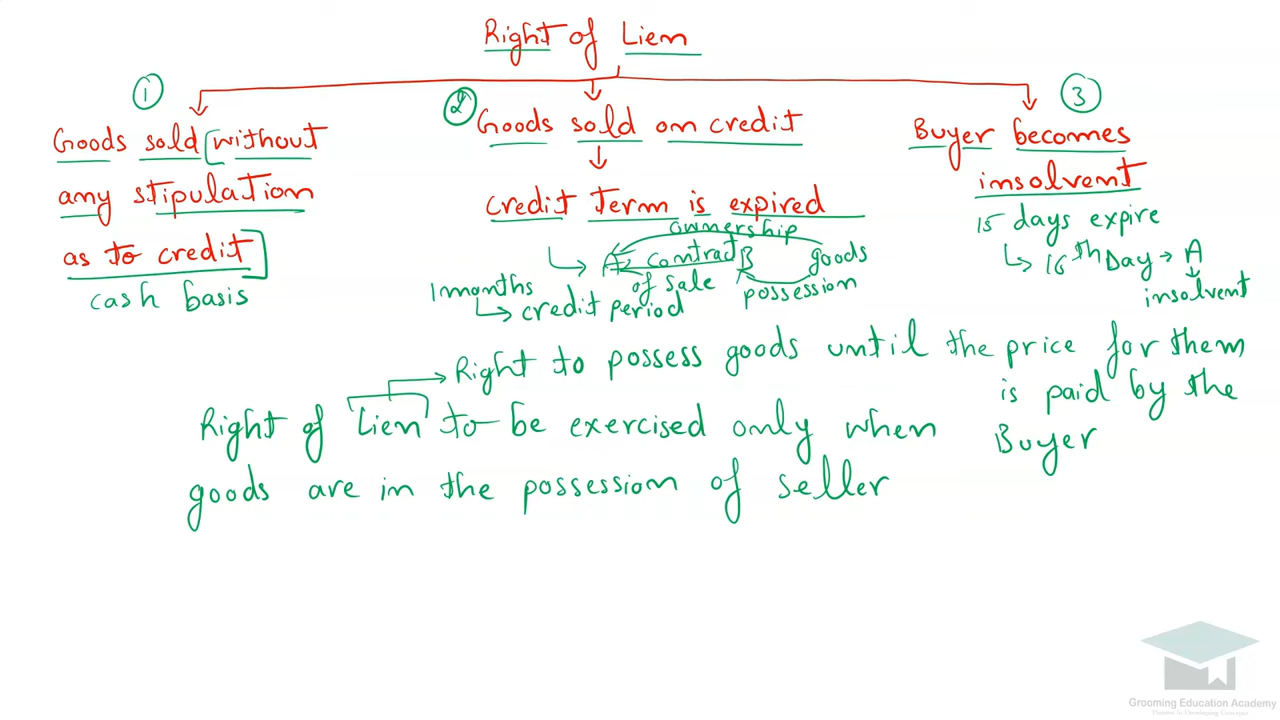 Right of Lien
①
Goods sold [without
any stipulation
as to credit]
cash basis
②
Goods sold on credit
credit Term is expired
ownership
A contract B goods
of sale possession
1 months
credit period
③
Buyer becomes
insolvent
15 days expire
16th Day → A
insolvent
Right to possess goods until the price for them
is paid by the
Buyer
Right of Lien to be exercised only when
goods are in the possession of seller
Grooming Education Academy